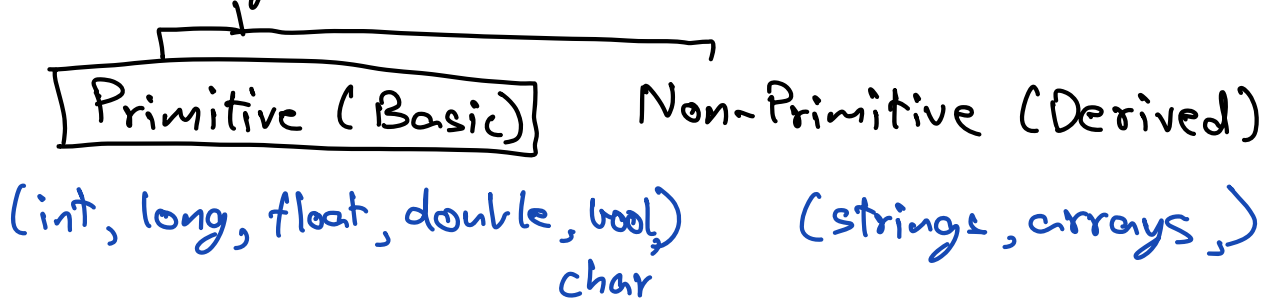 Primitive (Basic) Non-Primitive (Derived)
(int, long, float, double, bool,) (strings, arrays,)
char